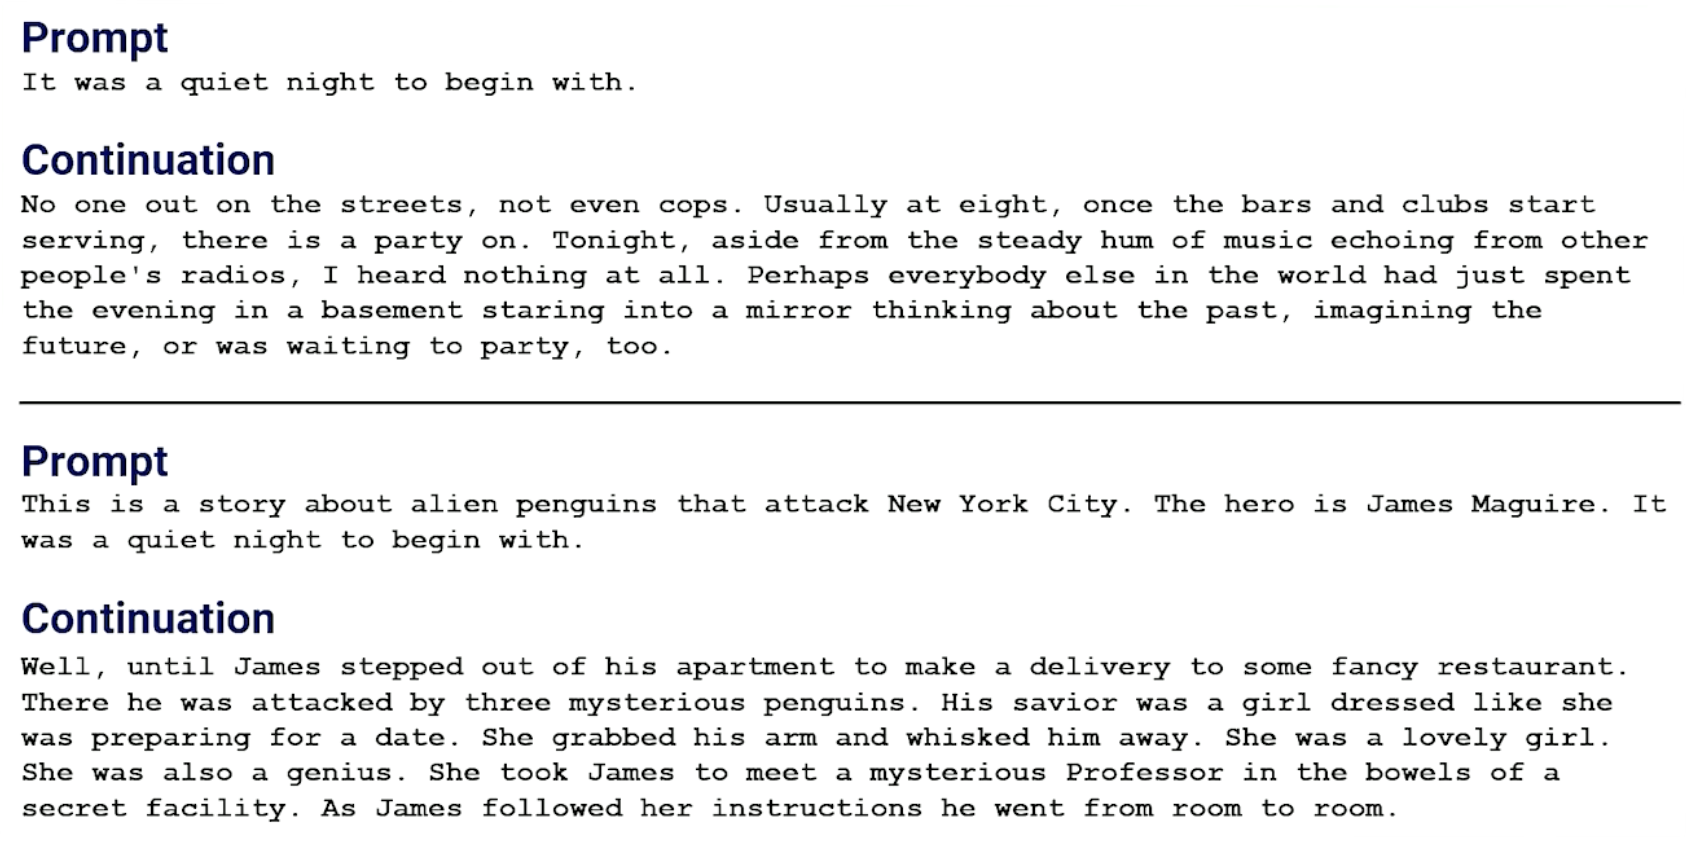 Prompt
It was a quiet night to begin with.
Continuation
No one out on the streets, not even cops. Usually at eight, once the bars and clubs start
serving, there is a party on. Tonight, aside from the steady hum of music echoing from other
people's radios, I heard nothing at all. Perhaps everybody else in the world had just spent
the evening in a basement staring into a mirror thinking about the past, imagining the
future, or was waiting to party, too.
Prompt
This is a story about alien penguins that attack New York City. The hero is James Maguire. It
was a quiet night to begin with.
Continuation
Well, until James stepped out of his apartment to make a delivery to some fancy restaurant.
There he was attacked by three mysterious penguins. His savior was a girl dressed like she
was preparing for a date. She grabbed his arm and whisked him away. She was a lovely girl.
She was also a genius. She took James to meet a mysterious Professor in the bowels of a
secret facility. As James followed her instructions he went from room to room.